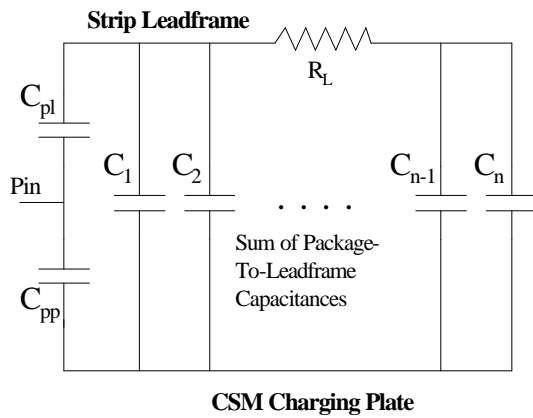 Strip Leadframe
R_L
C_pl
C_1
C_2
C_n-1
C_n
Pin
. . . .
Sum of Package-
To-Leadframe
Capacitances
C_pp
CSM Charging Plate